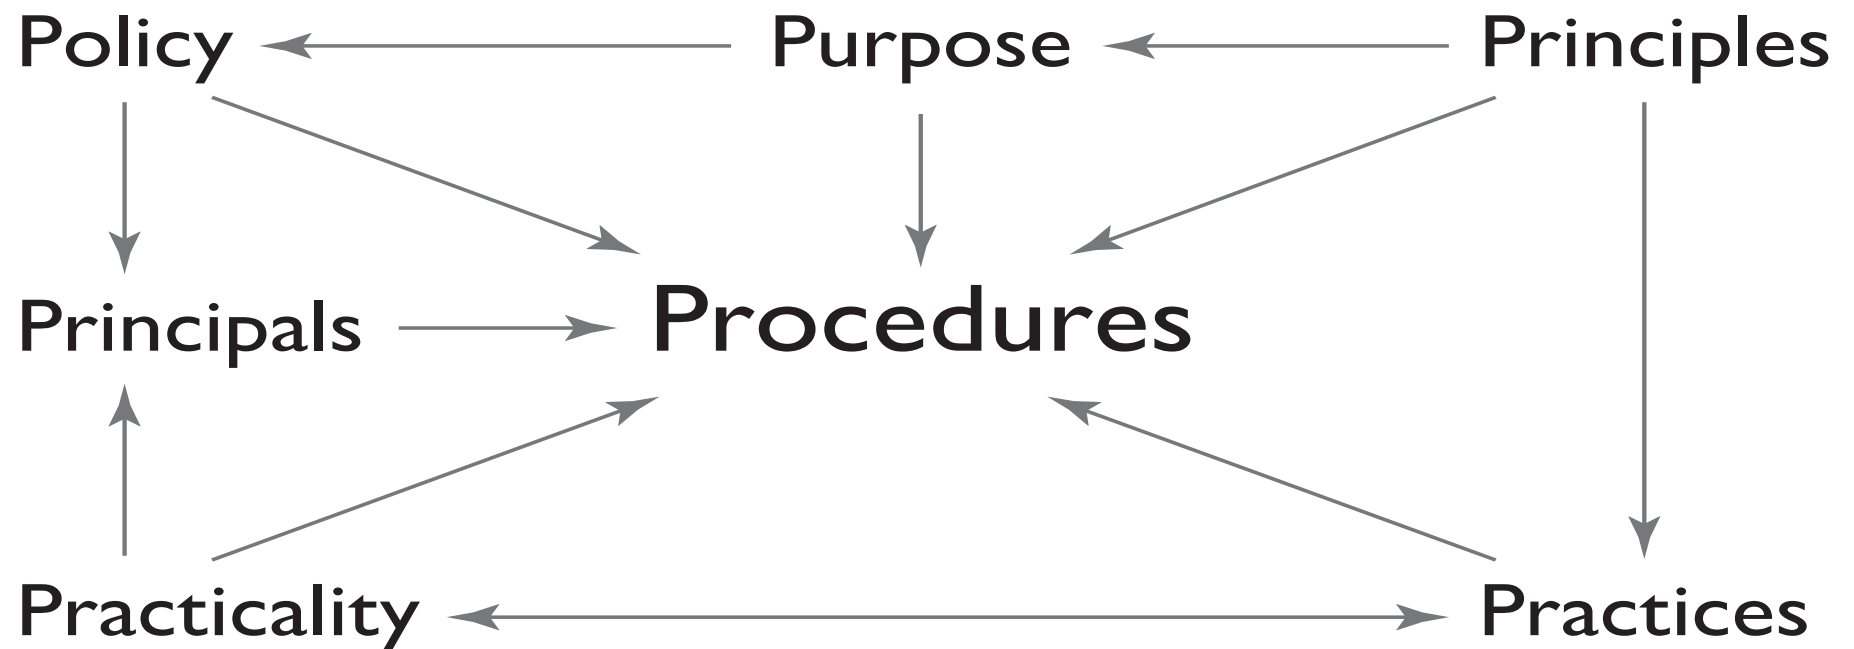 Policy
Purpose
Principles
Principals
Procedures
Practicality
Practices